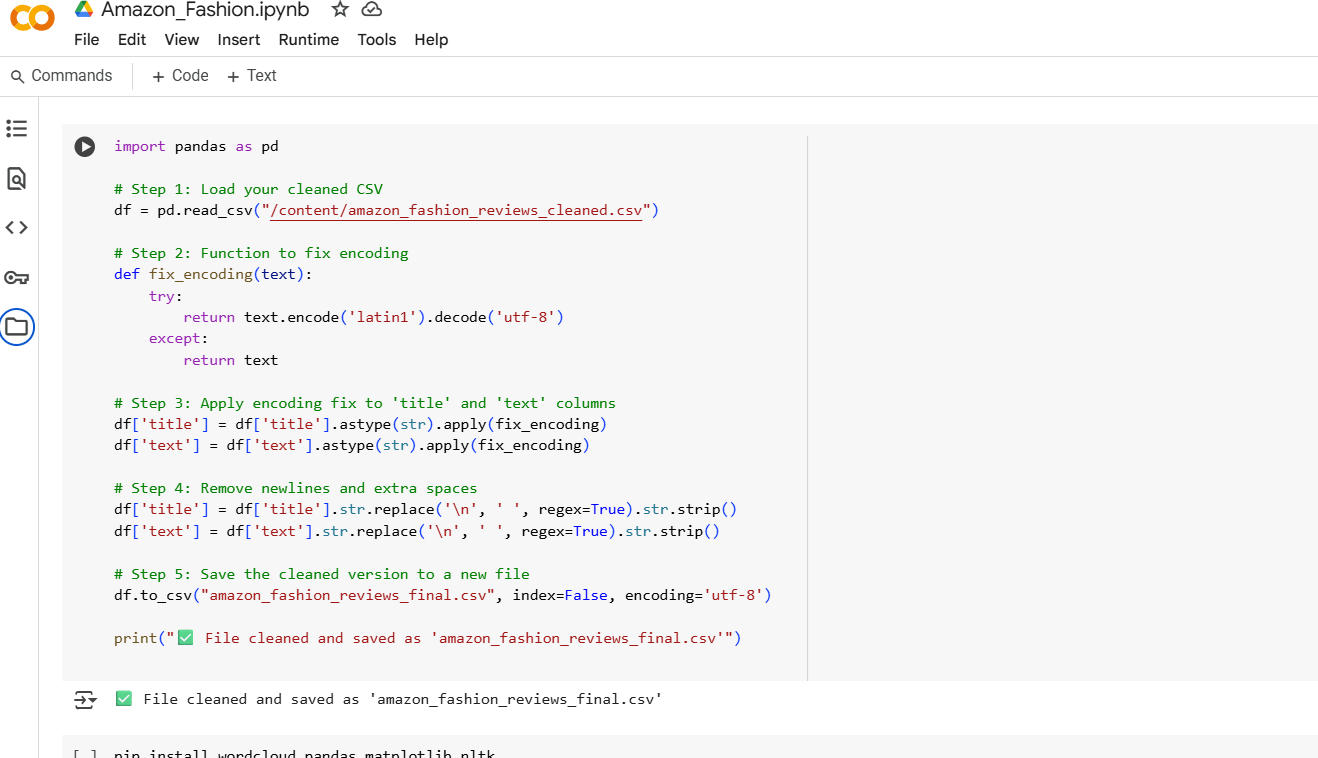 Amazon_Fashion.ipynb
File Edit View Insert Runtime Tools Help
Commands + Code + Text
import pandas as pd
# Step 1: Load your cleaned CSV
df = pd.read_csv("/content/amazon_fashion_reviews_cleaned.csv")
# Step 2: Function to fix encoding
def fix_encoding(text):
    try:
        return text.encode('latin1').decode('utf-8')
    except:
        return text
# Step 3: Apply encoding fix to 'title' and 'text' columns
df['title'] = df['title'].astype(str).apply(fix_encoding)
df['text'] = df['text'].astype(str).apply(fix_encoding)
# Step 4: Remove newlines and extra spaces
df['title'] = df['title'].str.replace('\n', ' ', regex=True).str.strip()
df['text'] = df['text'].str.replace('\n', ' ', regex=True).str.strip()
# Step 5: Save the cleaned version to a new file
df.to_csv("amazon_fashion_reviews_final.csv", index=False, encoding='utf-8')
print("✅ File cleaned and saved as 'amazon_fashion_reviews_final.csv'")
✅ File cleaned and saved as 'amazon_fashion_reviews_final.csv'
[ ] pip install wordcloud pandas matplotlib nltk